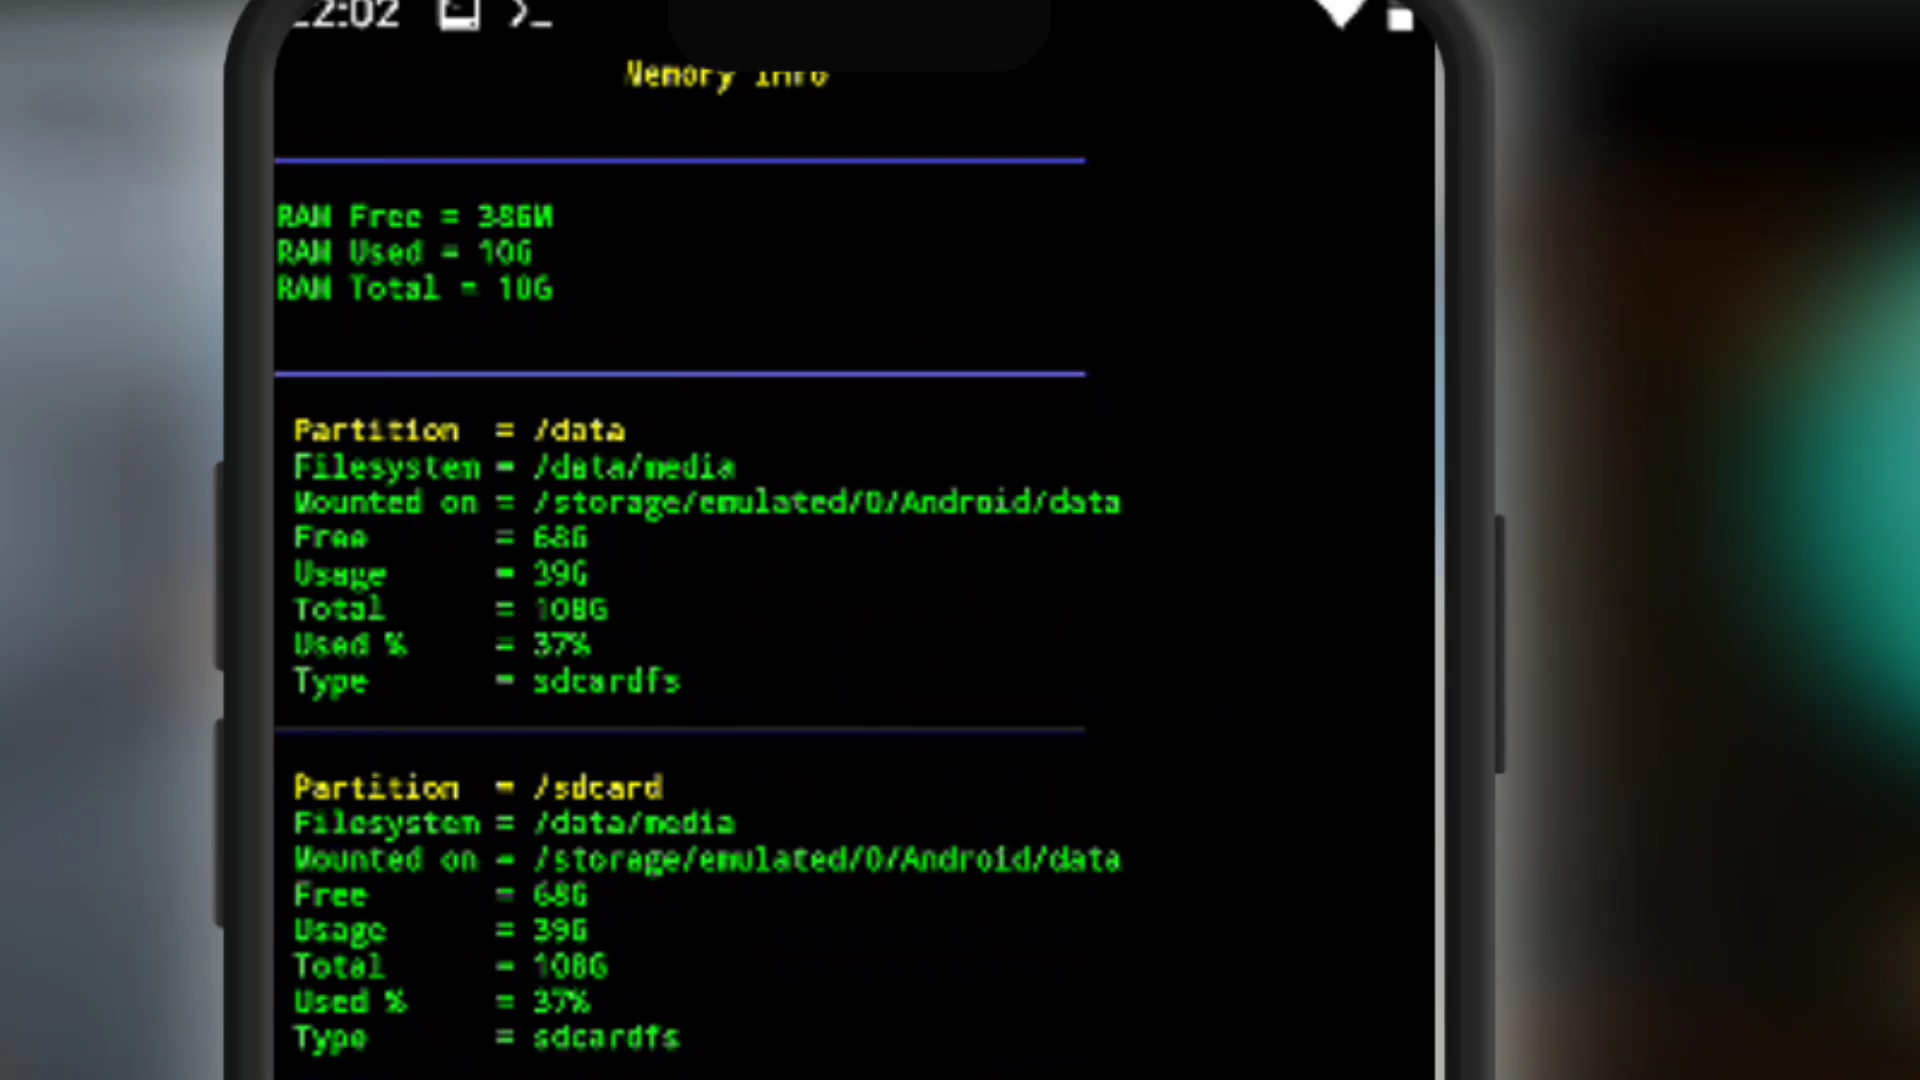 22:02 >_
Memory Info
RAM Free = 386M
RAM Used = 10G
RAM Total = 10G
Partition = /data
Filesystem = /data/media
Mounted on = /storage/emulated/0/Android/data
Free = 68G
Usage = 39G
Total = 108G
Used % = 37%
Type = sdcardfs
Partition = /sdcard
Filesystem = /data/media
Mounted on = /storage/emulated/0/Android/data
Free = 68G
Usage = 39G
Total = 108G
Used % = 37%
Type = sdcardfs